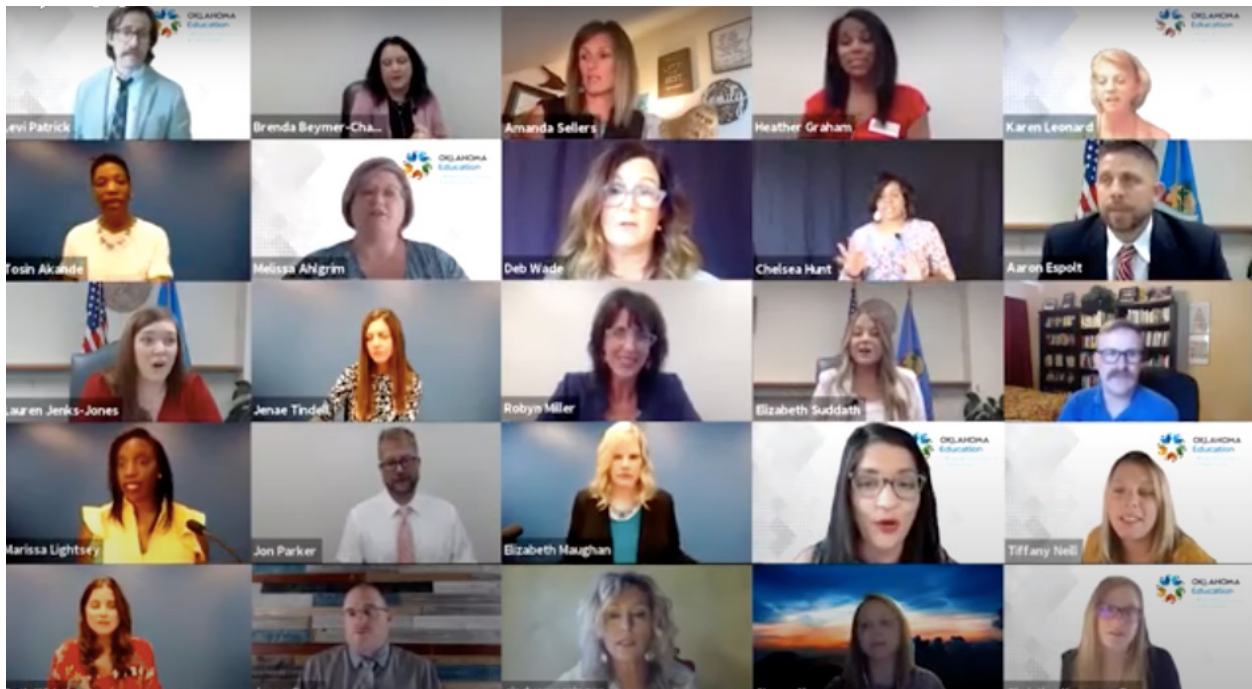 OKLAHOMA
Education
OKLAHOMA
Education
Levi Patrick
Brenda Beymer-Cha...
Amanda Sellers
Heather Graham
Karen Leonard
OKLAHOMA
Education
Tosin Akande
Melissa Ahlgrim
Deb Wade
Chelsea Hunt
Aaron Espolt
Lauren Jenks-Jones
Jenae Tindell
Robyn Miller
Elizabeth Suddath
OKLAHOMA
Education
OKLAHOMA
Education
Marissa Lightsey
Jon Parker
Elizabeth Maughan
Tiffany Neill
OKLAHOMA
Education